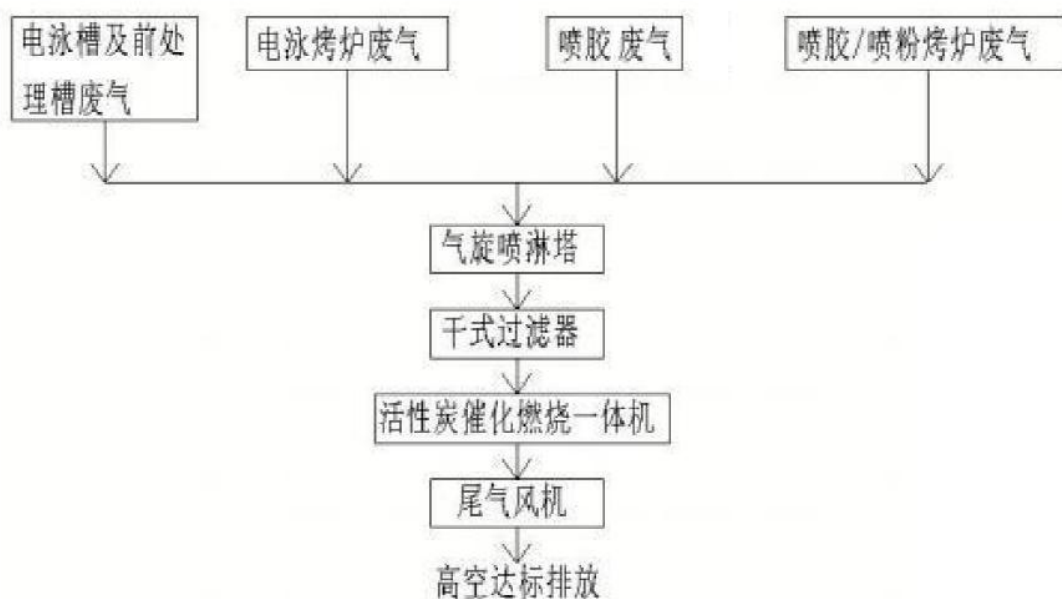 电泳槽及前处
理槽废气
电泳烤炉废气
喷胶废气
喷胶/喷粉烤炉废气
气旋喷淋塔
干式过滤器
活性炭催化燃烧一体机
尾气风机
高空达标排放